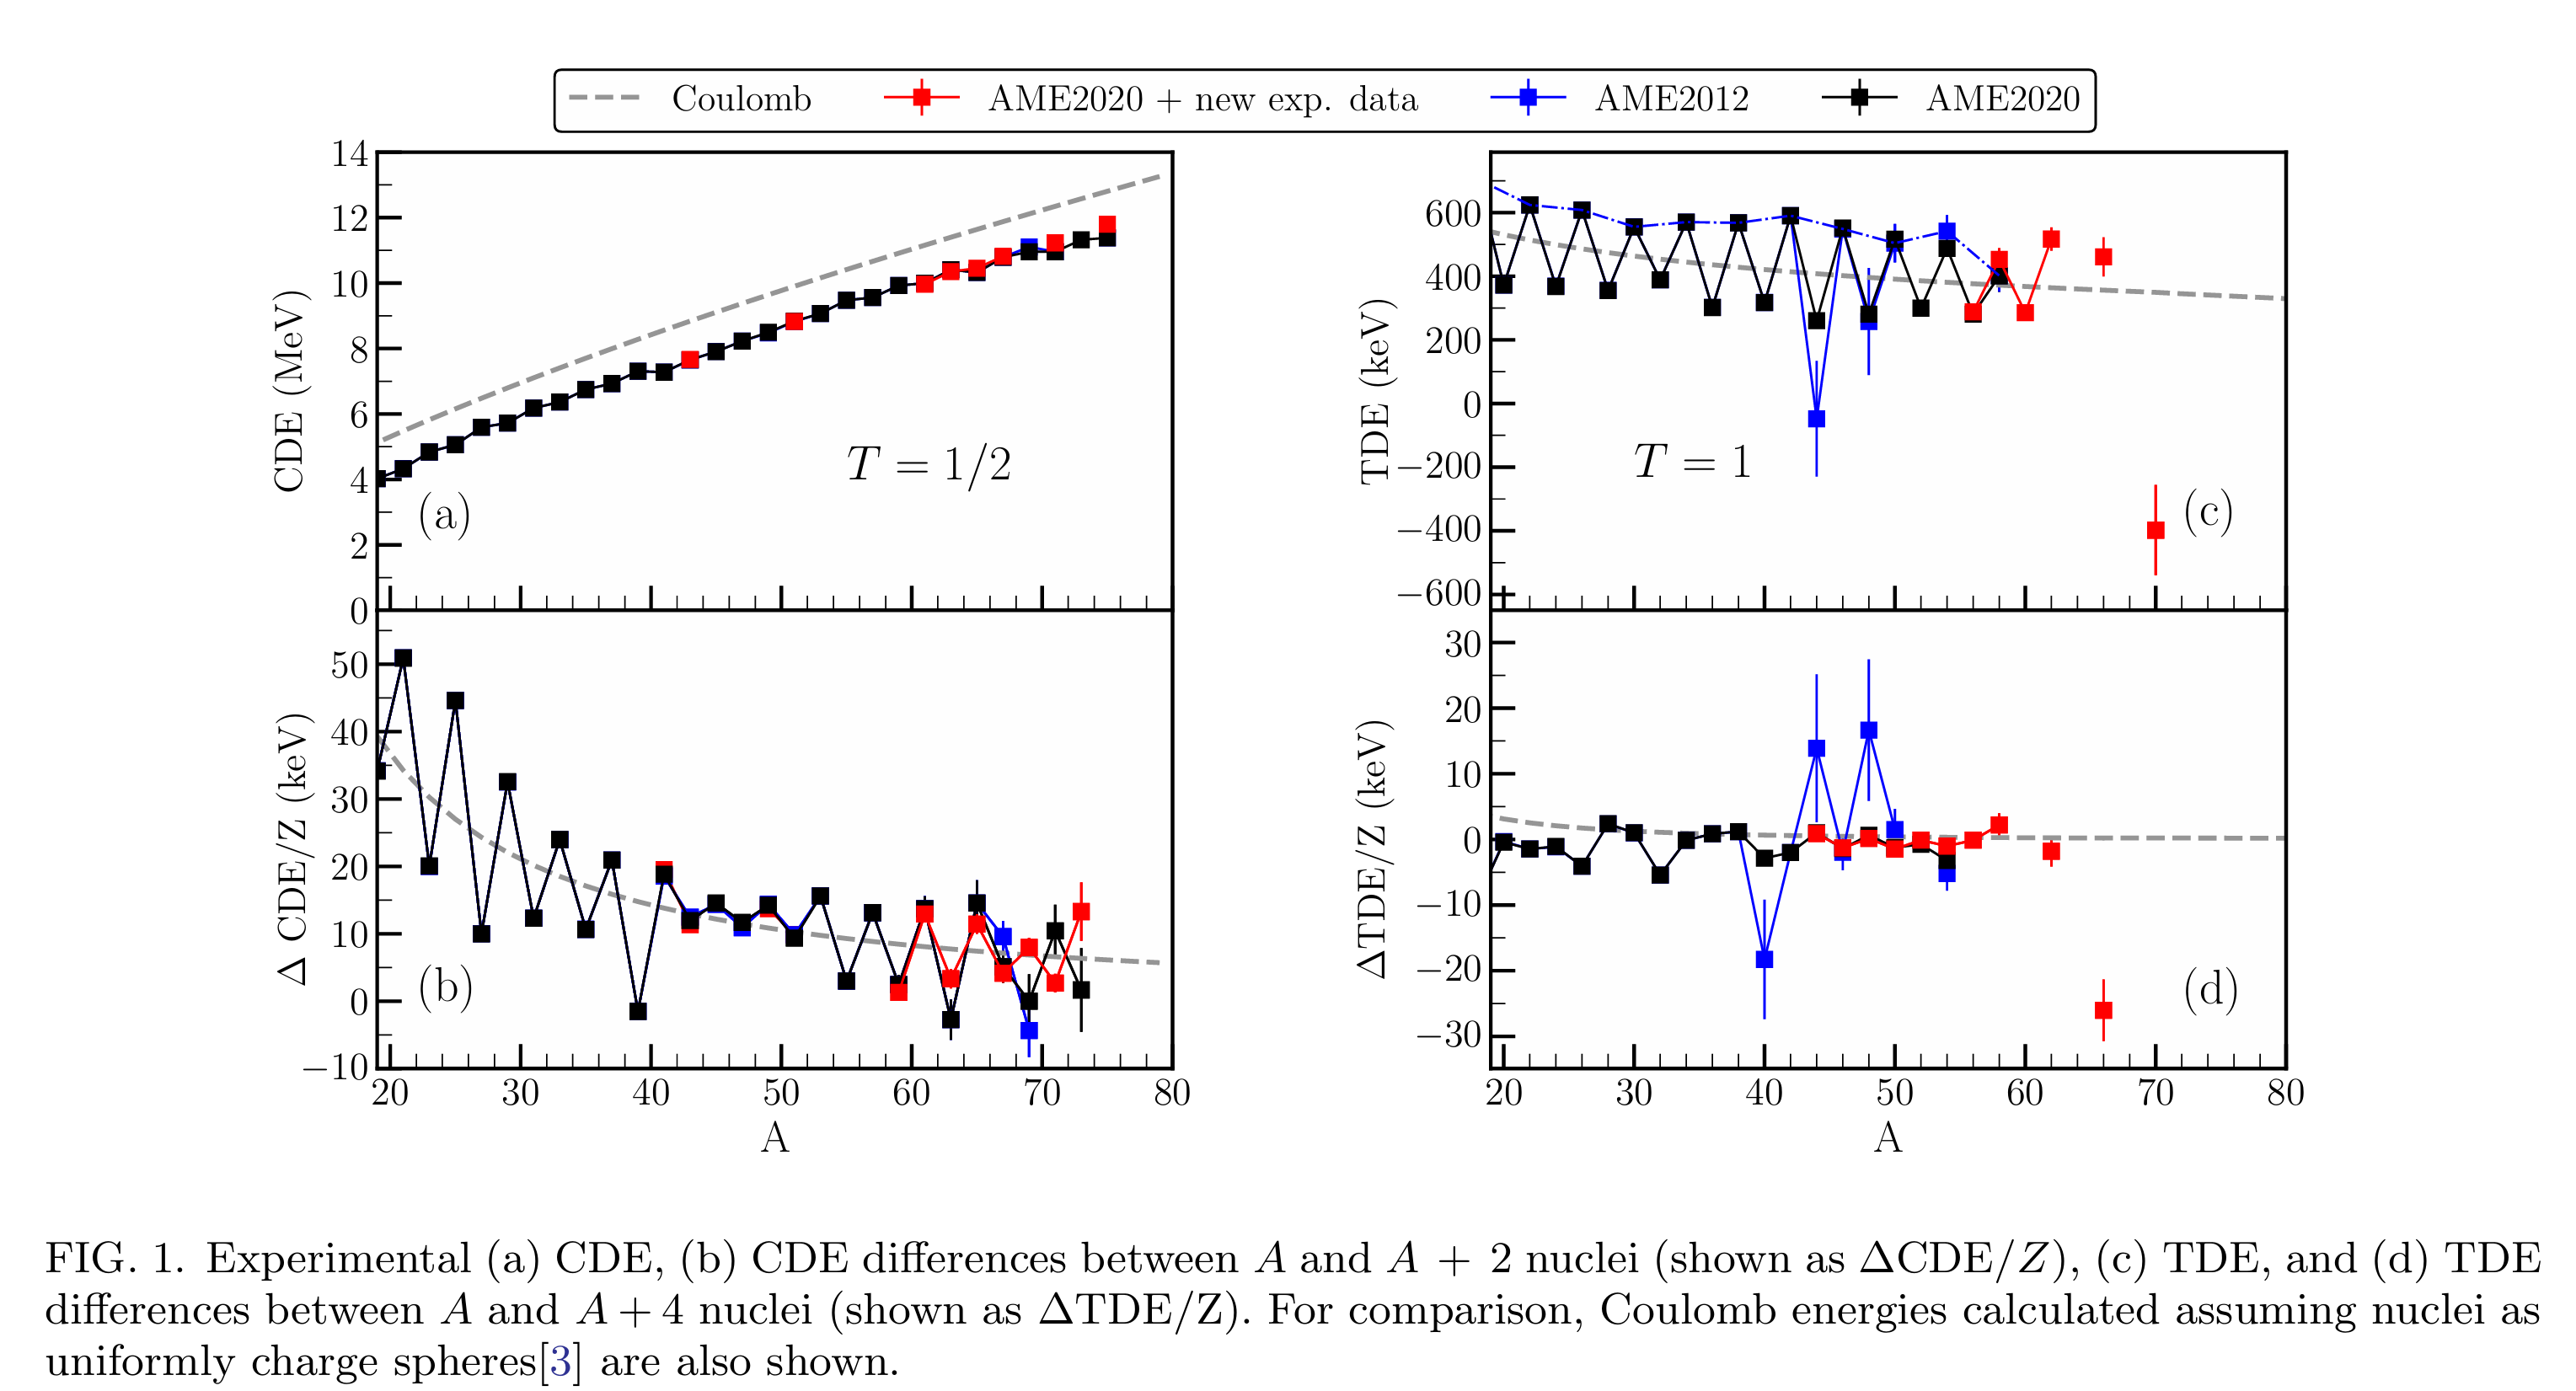 Coulomb AME2020 + new exp. data AME2012 AME2020
14
12
10
8
6
4
2
0
CDE (MeV)
T = 1/2
(a)
600
400
200
0
−200
−400
−600
TDE (keV)
T = 1
(c)
50
40
30
20
10
0
−10
Δ CDE/Z (keV)
(b)
20 30 40 50 60 70 80
A
30
20
10
0
−10
−20
−30
ΔTDE/Z (keV)
(d)
20 30 40 50 60 70 80
A
FIG. 1. Experimental (a) CDE, (b) CDE differences between A and A + 2 nuclei (shown as ΔCDE/Z), (c) TDE, and (d) TDE
differences between A and A + 4 nuclei (shown as ΔTDE/Z). For comparison, Coulomb energies calculated assuming nuclei as
uniformly charge spheres[3] are also shown.